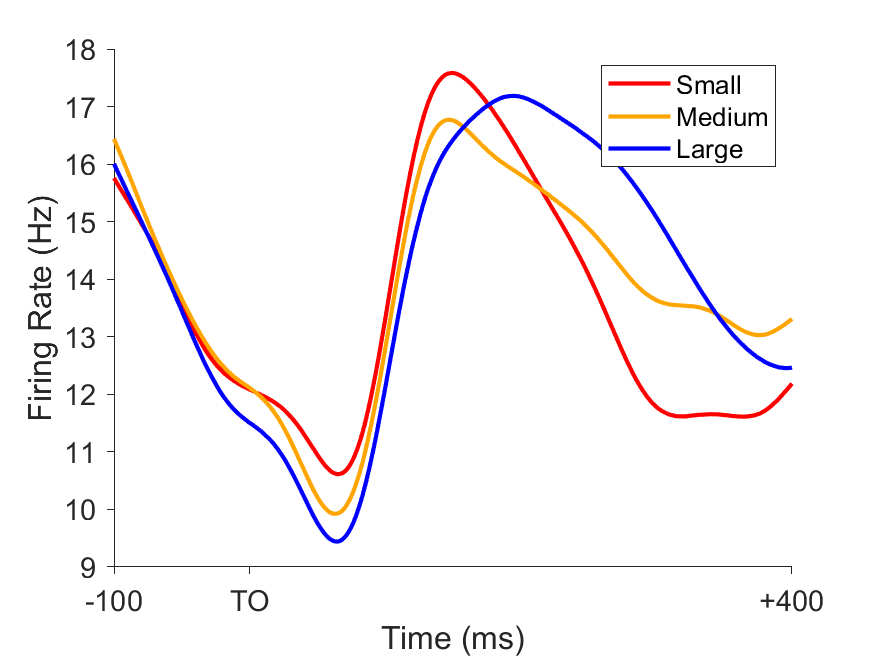 18
17
16
15
14
13
12
11
10
9
Firing Rate (Hz)
Small
Medium
Large
-100 TO +400
Time (ms)